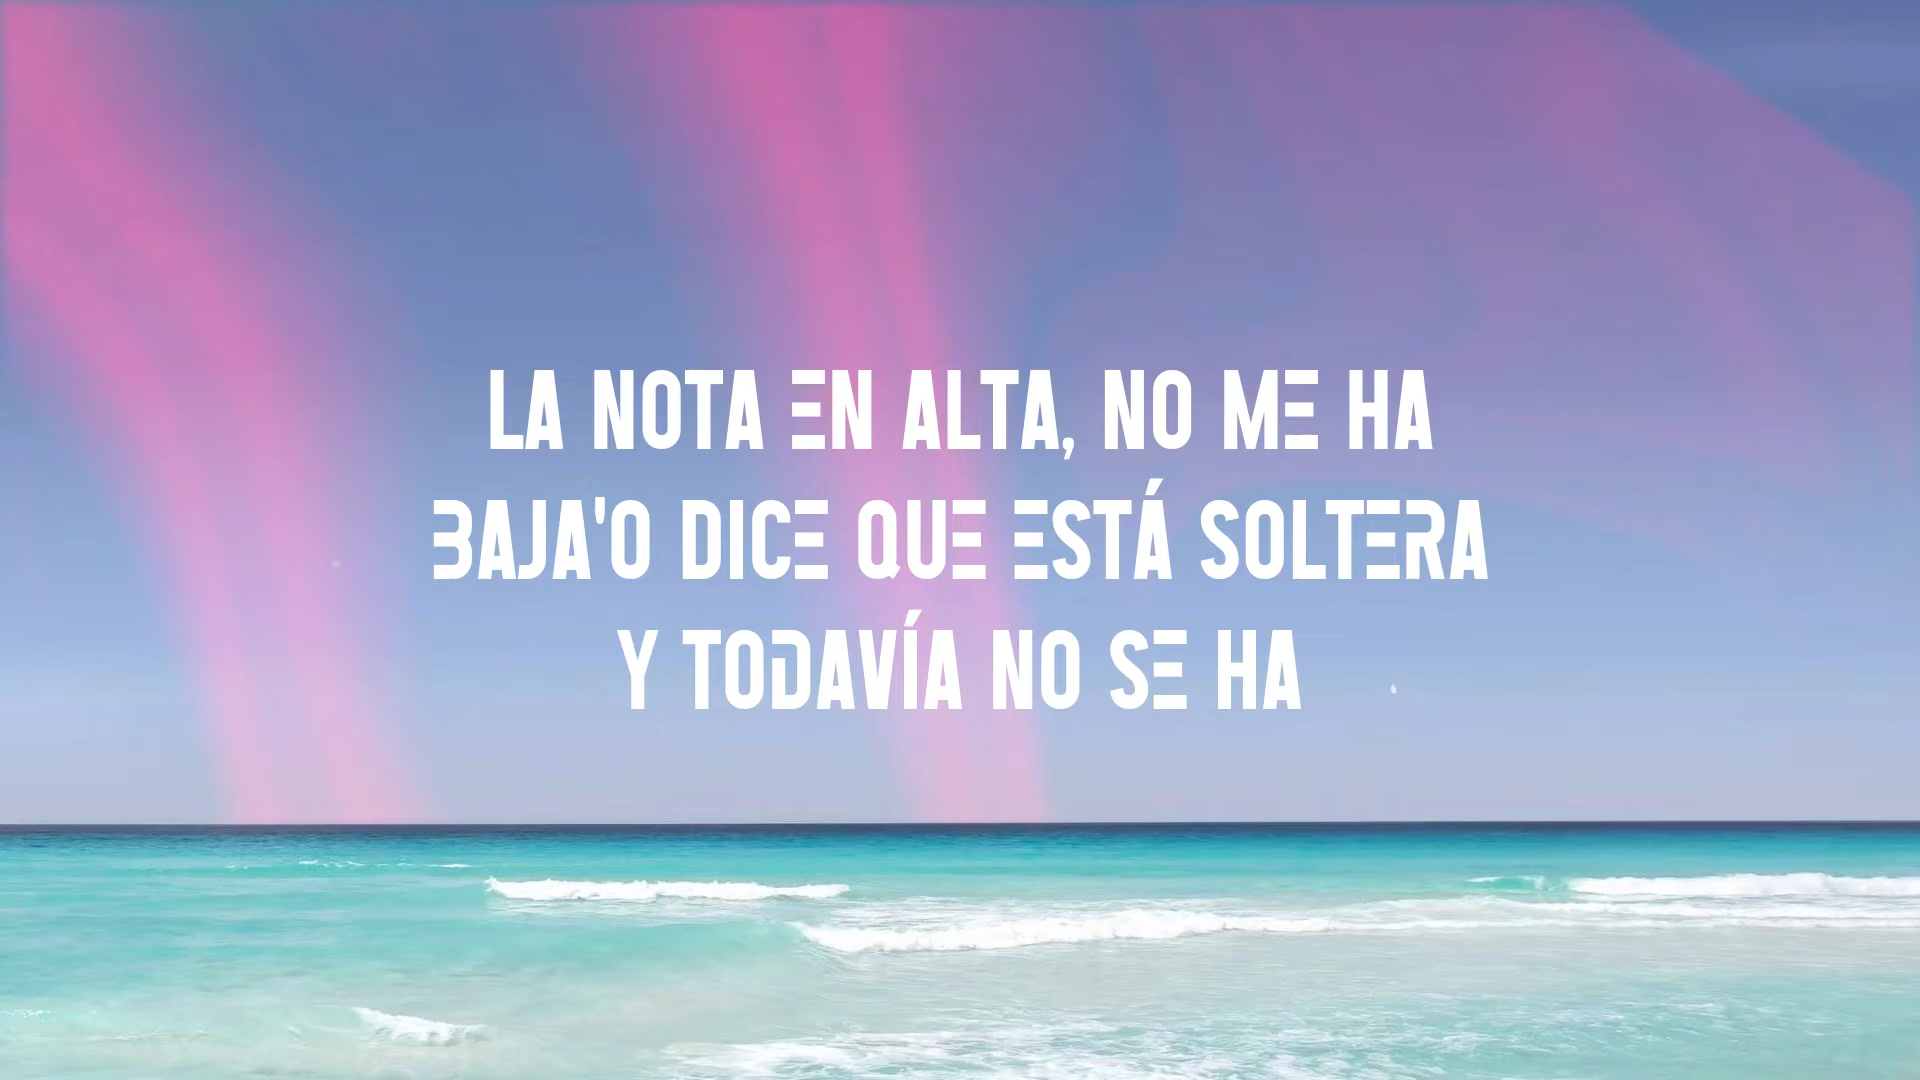 LA NOTA EN ALTA, NO ME HA
BAJA'O DICE QUE ESTÁ SOLTERA
Y TODAVÍA NO SE HA